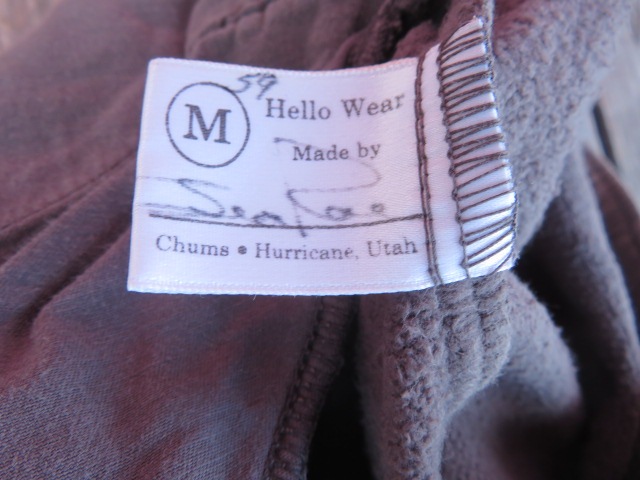 59
M Hello Wear
Made by
Chums • Hurricane, Utah